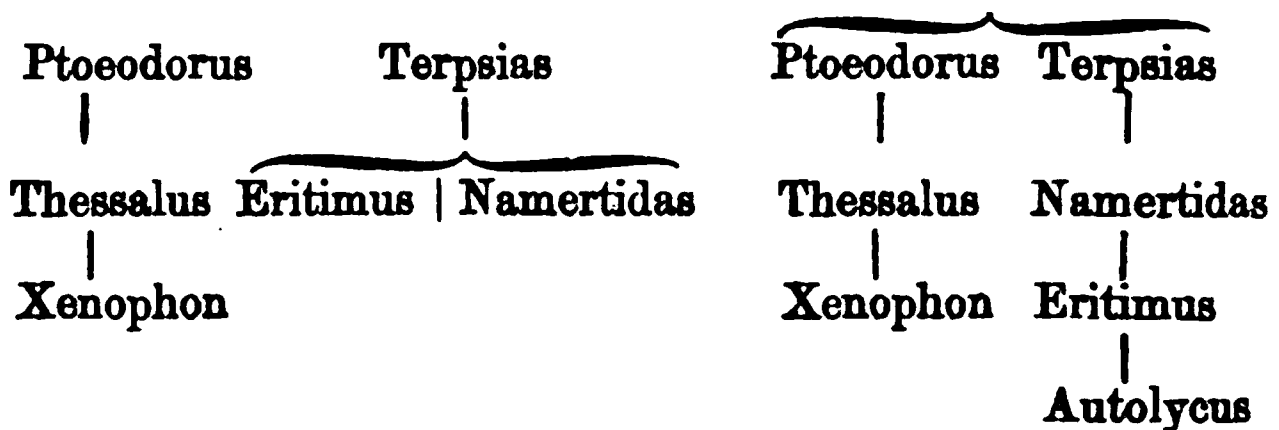 Ptoeodorus Terpsias Ptoeodorus Terpsias
Thessalus Eritimus | Namertidas Thessalus Namertidas
Xenophon Xenophon Eritimus
Autolycus